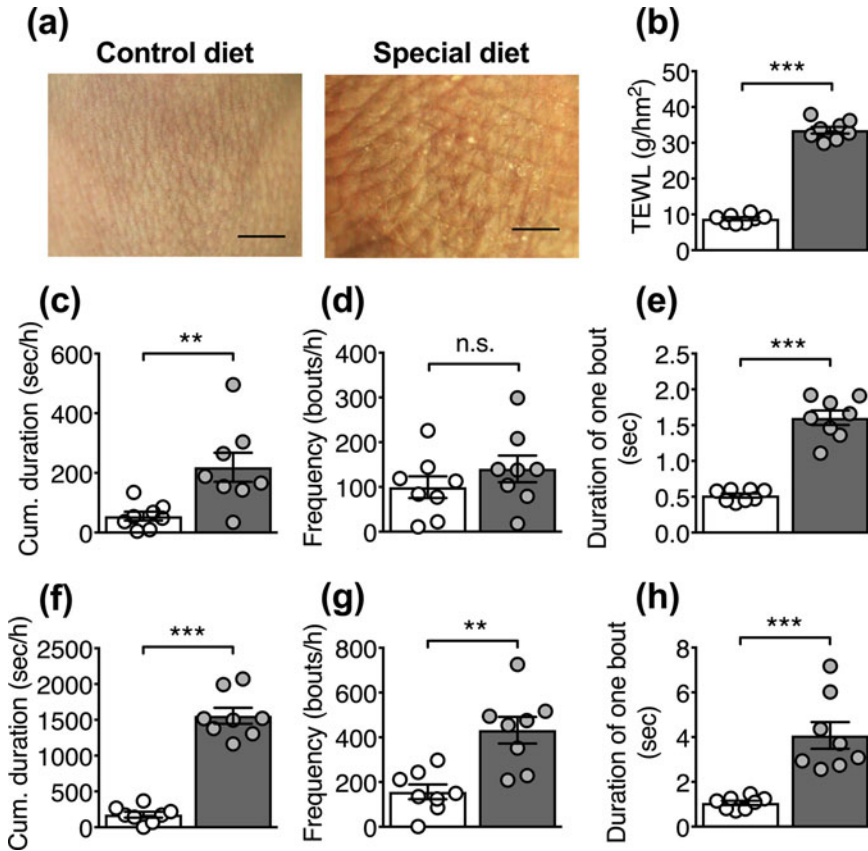 (a)
Control diet
Special diet
(b)
TEWL (g/hm²)
50
40
30
20
10
0
***
(c)
Cum. duration (sec/h)
600
400
200
0
**
(d)
Frequency (bouts/h)
400
300
200
100
0
n.s.
(e)
Duration of one bout
(sec)
2.5
2.0
1.5
1.0
0.5
0.0
***
(f)
Cum. duration (sec/h)
2500
2000
1500
1000
500
0
***
(g)
Frequency (bouts/h)
800
600
400
200
0
**
(h)
Duration of one bout
(sec)
8
6
4
2
0
***